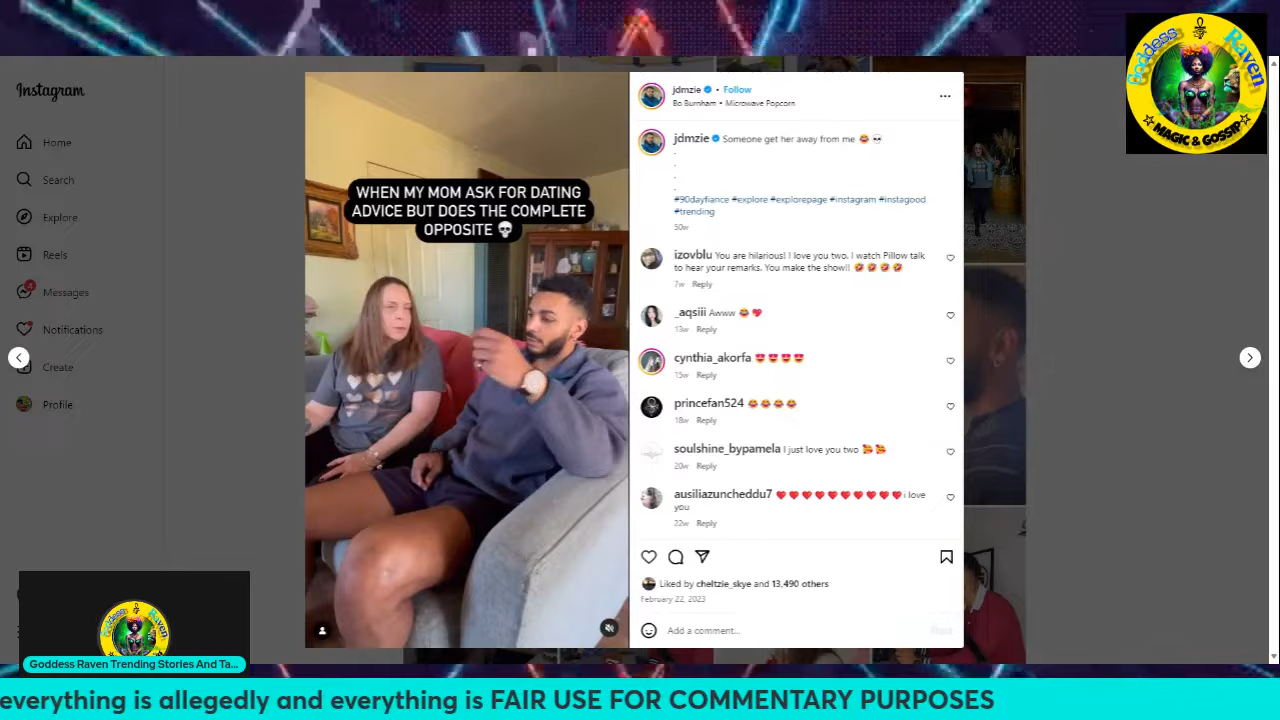 Goddess Raven
MAGIC & GOSSIP
Instagram
Home
Search
Explore
Reels
4
Messages
Notifications
Create
Profile
WHEN MY MOM ASK FOR DATING
ADVICE BUT DOES THE COMPLETE
OPPOSITE 💀
jdmzie • Follow
Bo Burnham • Microwave Popcorn
jdmzie Someone get her away from me 😂 💀
.
.
.
.
#90dayfiance #explore #explorepage #instagram #instagood
#trending
50w
izovblu You are hilarious! I love you two. I watch Pillow talk
to hear your remarks. You make the show!! 🤣 🤣 🤣 🤣
7w Reply
_aqsiii Awww 😂 💖
13w Reply
cynthia_akorfa 😍 😍 😍 😍
15w Reply
princefan524 😂 😂 😂 😂
18w Reply
soulshine_bypamela I just love you two 🥰 🥰
20w Reply
ausiliazuncheddu7 ❤️ ❤️ ❤️ ❤️ ❤️ ❤️ ❤️ ❤️ ❤️ ❤️ i love
you
22w Reply
Liked by cheltzie_skye and 13,490 others
February 22, 2023
Add a comment...
Post
Goddess Raven
Goddess Raven Trending Stories And Ta...
everything is allegedly and everything is FAIR USE FOR COMMENTARY PURPOSES